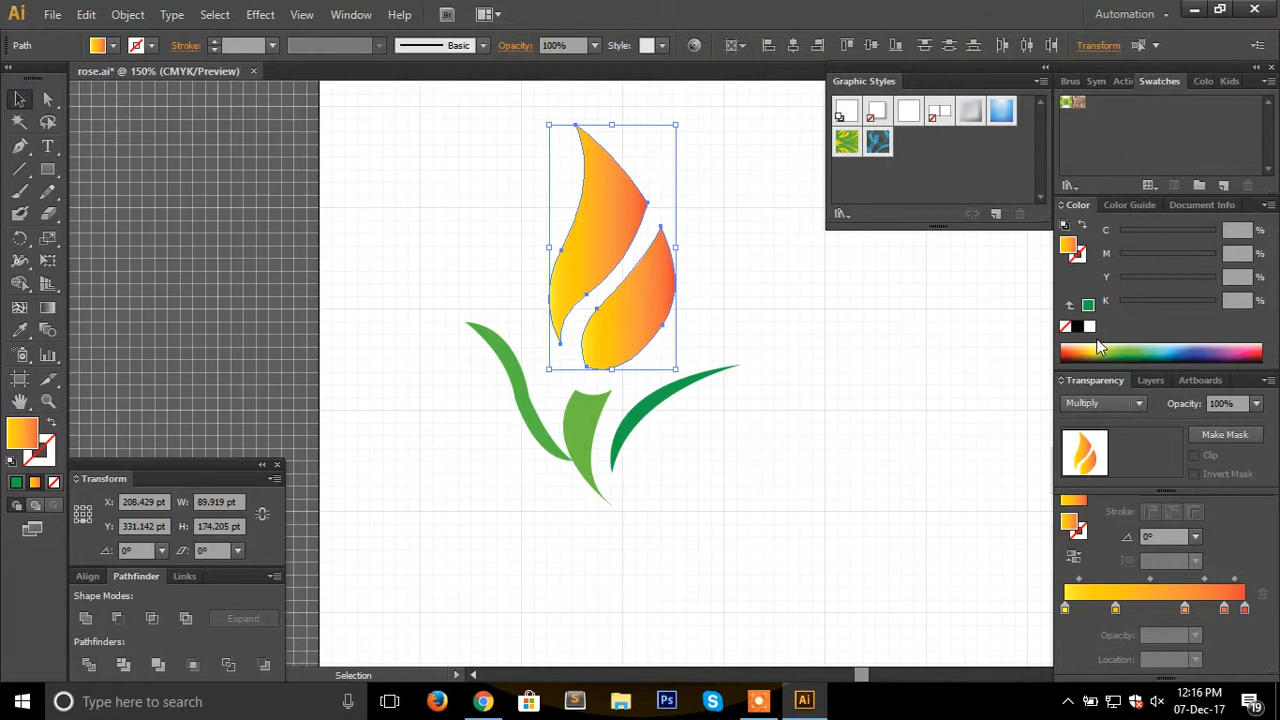 Ai File Edit Object Type Select Effect View Window Help Br Automation
Path Stroke: Basic Opacity: 100% Style: Transform
rose.ai* @ 150% (CMYK/Preview)
Graphic Styles
Brus Sym Acti Swatches Colo Kids
Color Color Guide Document Info
C %
M %
Y %
K %
Transparency Layers Artboards
Multiply Opacity: 100%
Make Mask
Clip
Invert Mask
Stroke:
0°
Opacity:
Location:
Transform
X: 208.429 pt W: 89.919 pt
Y: 331.142 pt H: 174.205 pt
0° 0°
Align Pathfinder Links
Shape Modes:
Expand
Pathfinders:
Selection
Type here to search
12:16 PM
07-Dec-17
19